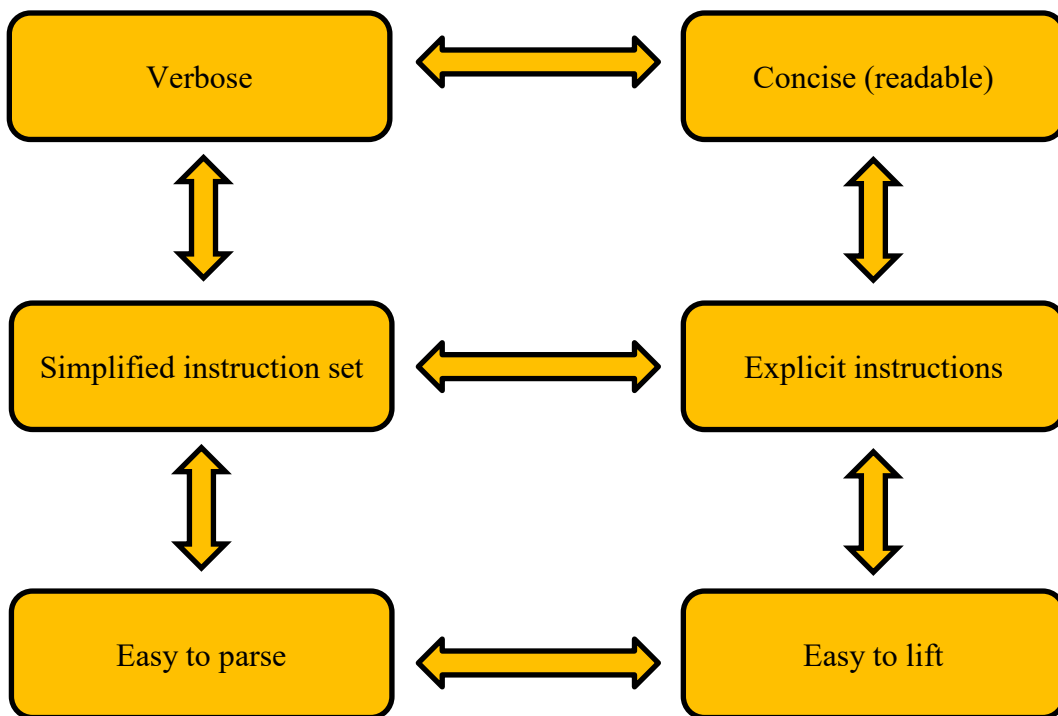 Verbose
Concise (readable)
Simplified instruction set
Explicit instructions
Easy to parse
Easy to lift